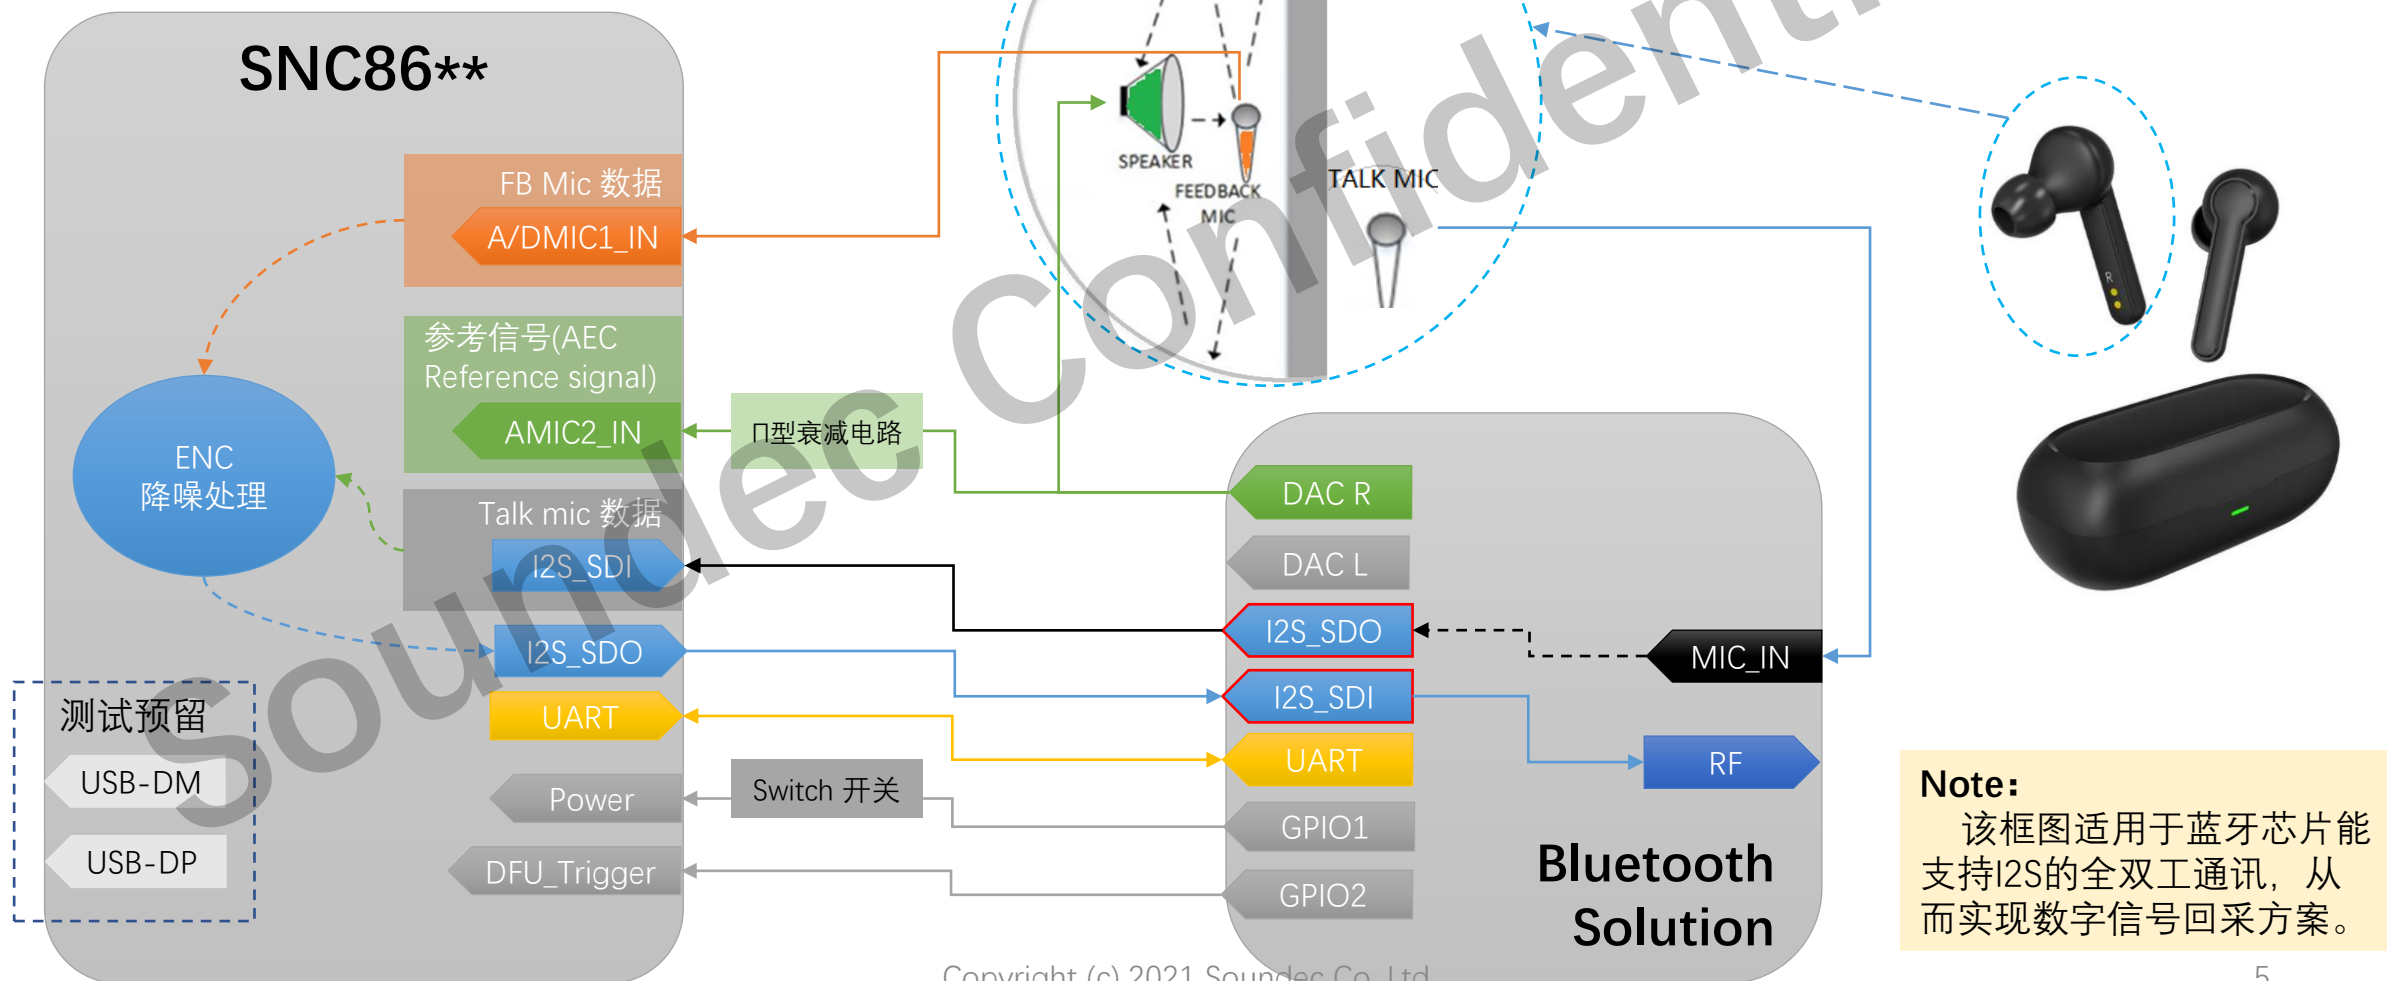 SNC86**
FB Mic 数据
A/DMIC1_IN
参考信号(AEC
Reference signal)
AMIC2_IN
ENC
降噪处理
Talk mic 数据
I2S_SDI
I2S_SDO
UART
Power
DFU_Trigger
测试预留
USB-DM
USB-DP
Π型衰减电路
Switch 开关
SPEAKER
FEEDBACK
MIC
TALK MIC
DAC R
DAC L
I2S_SDO
I2S_SDI
UART
GPIO1
GPIO2
MIC_IN
RF
Bluetooth
Solution
R
Note:
该框图适用于蓝牙芯片能
支持I2S的全双工通讯，从
而实现数字信号回采方案。
Soundec Confident
Copyright (c) 2021 Soundec Co. Ltd
5